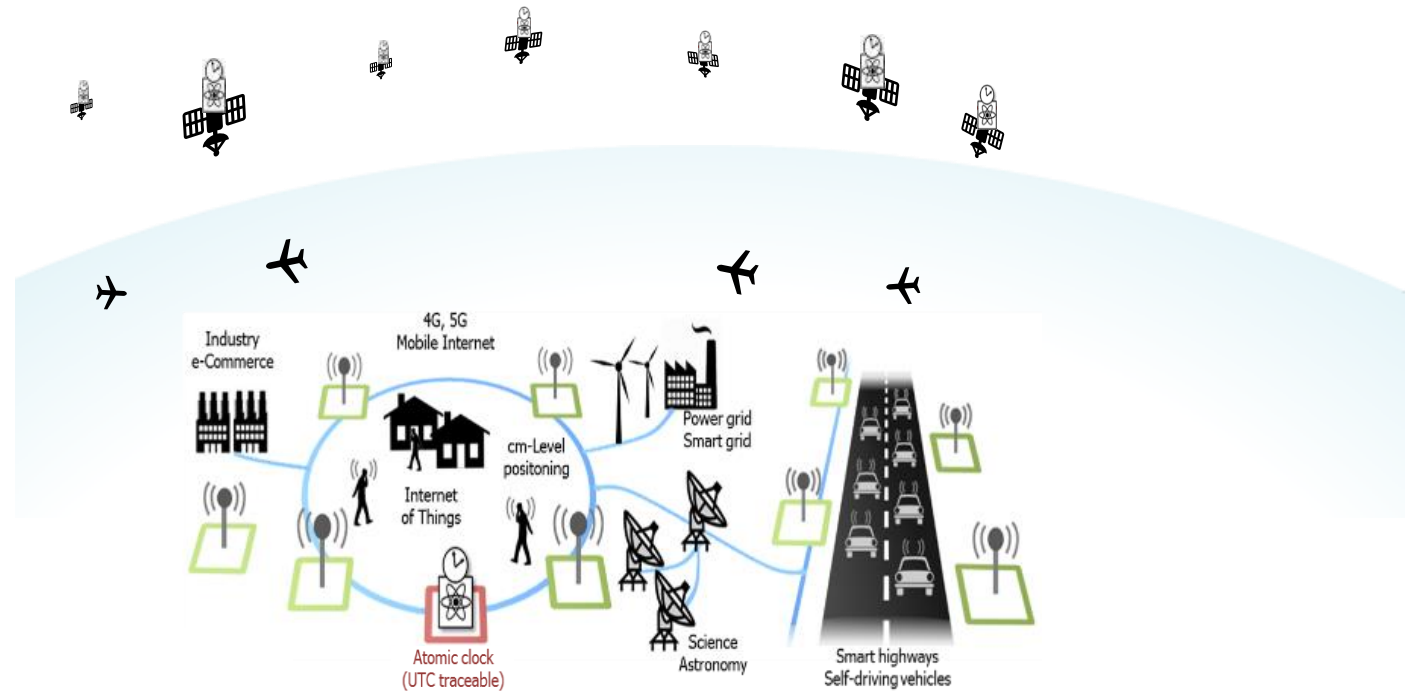 4G, 5G
Mobile Internet
Industry
e-Commerce
Power grid
Smart grid
cm-Level
positoning
Internet
of Things
Atomic clock
(UTC traceable)
Science
Astronomy
Smart highways
Self-driving vehicles